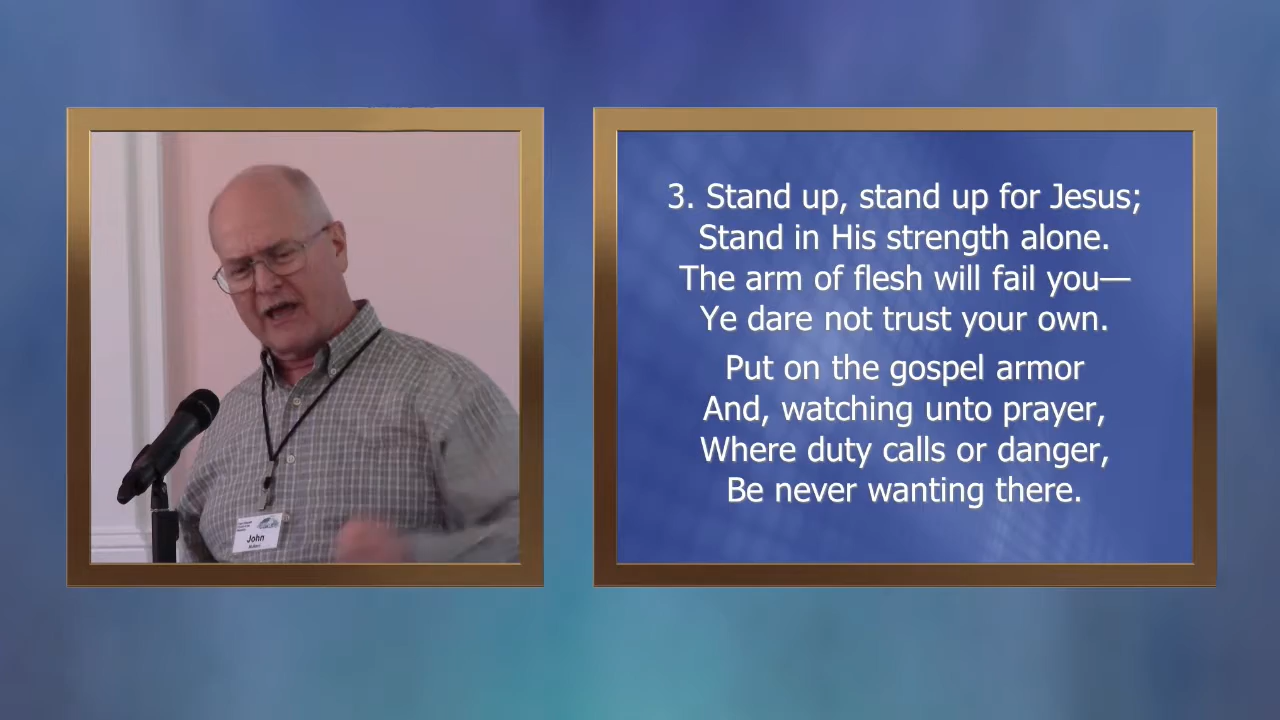 John
3. Stand up, stand up for Jesus;
Stand in His strength alone.
The arm of flesh will fail you—
Ye dare not trust your own.
Put on the gospel armor
And, watching unto prayer,
Where duty calls or danger,
Be never wanting there.